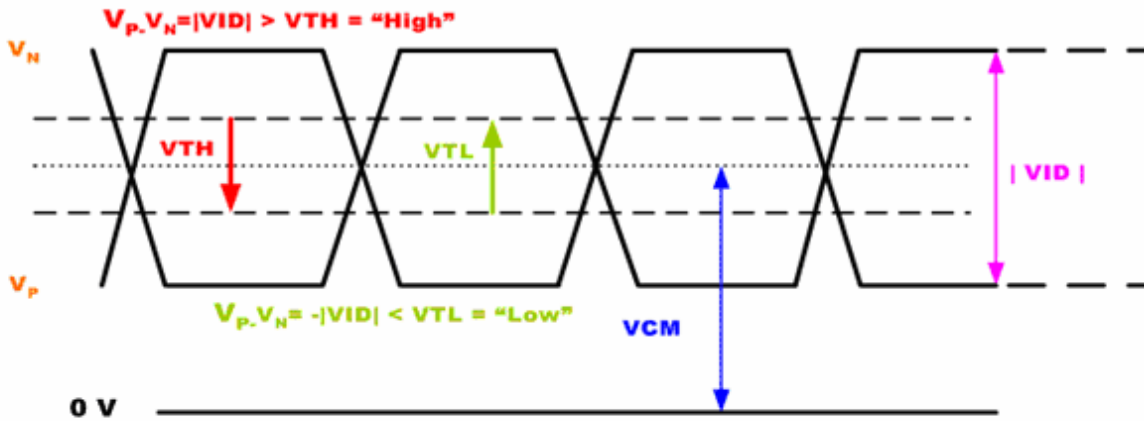 VP-VN=|VID| > VTH = “High”
VN
VTH
VTL
| VID |
VP
VP-VN= -|VID| < VTL = “Low”
VCM
0 V